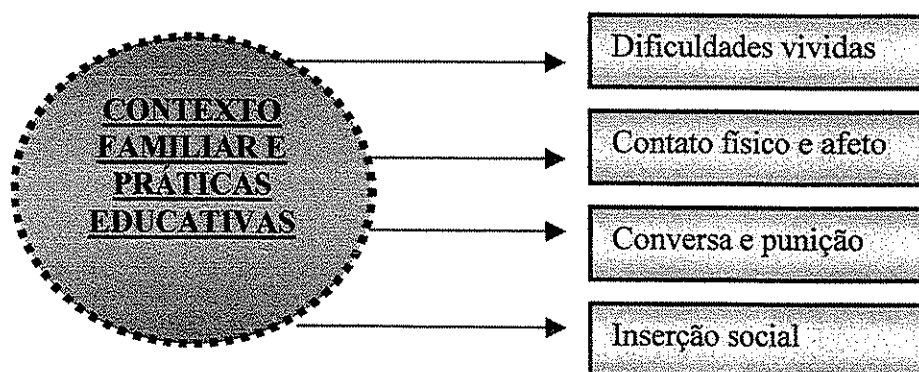 CONTEXTO
FAMILIAR E
PRÁTICAS
EDUCATIVAS
Dificuldades vividas
Contato físico e afeto
Conversa e punição
Inserção social